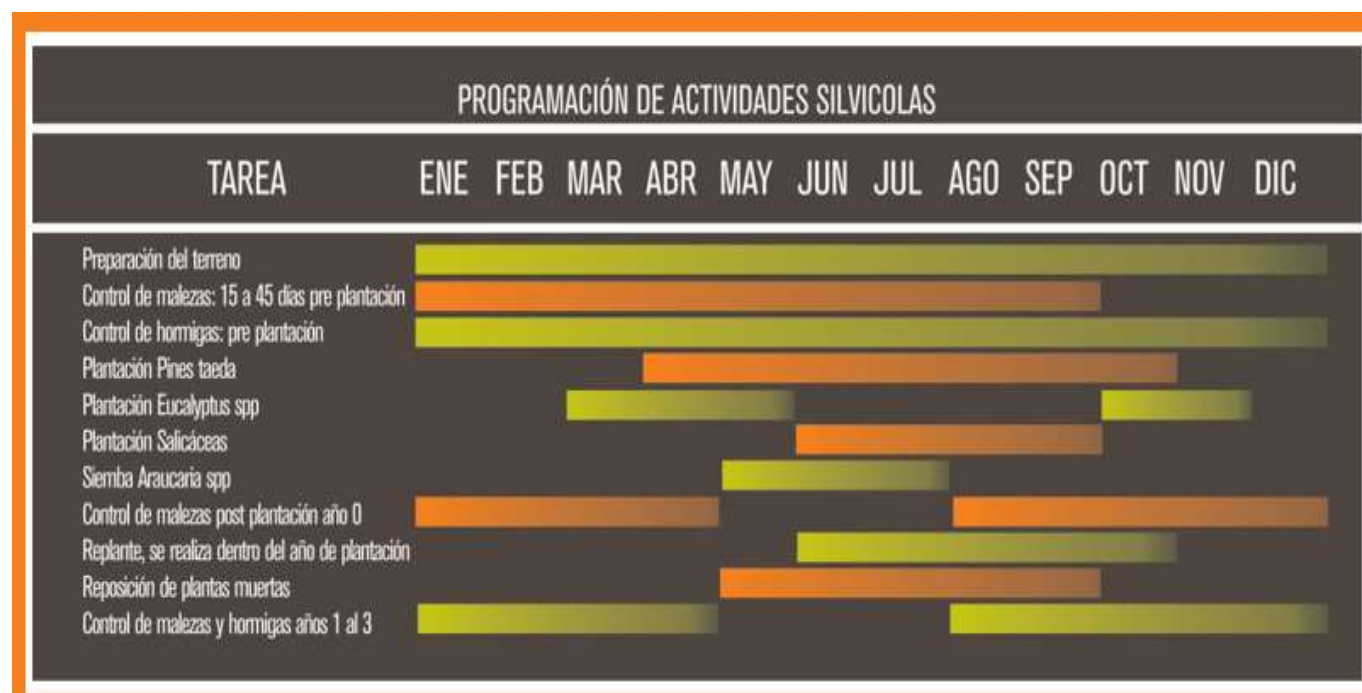 PROGRAMACIÓN DE ACTIVIDADES SILVICOLAS
TAREA ENE FEB MAR ABR MAY JUN JUL AGO SEP OCT NOV DIC
Preparación del terreno
Control de malezas: 15 a 45 días pre plantación
Control de hormigas: pre plantación
Plantación Pines taeda
Plantación Eucalyptus spp
Plantación Salicáceas
Siemba Araucaria spp
Control de malezas post plantación año 0
Replante, se realiza dentro del año de plantación
Reposición de plantas muertas
Control de malezas y hormigas años 1 al 3